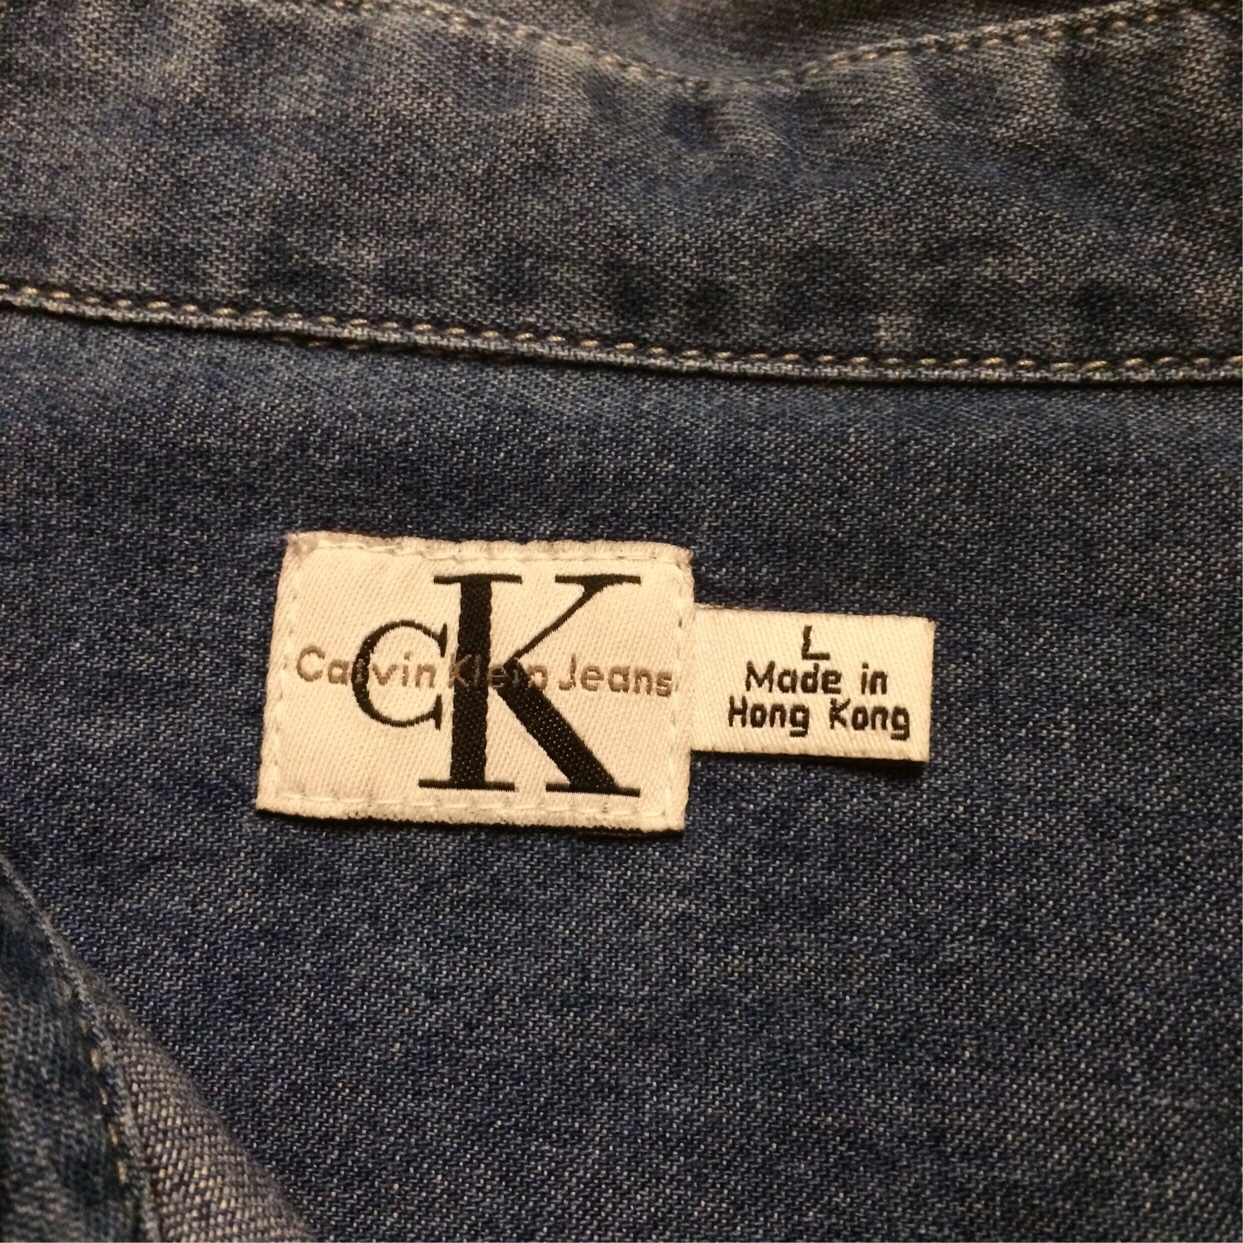 CK
Calvin Klein Jeans
L
Made in
Hong Kong